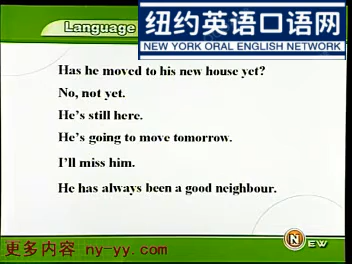 Language
纽约英语口语网
NEW YORK ORAL ENGLISH NETWORK
Has he moved to his new house yet?
No, not yet.
He's still here.
He's going to move tomorrow.
I'll miss him.
He has always been a good neighbour.
NEW
更多内容 ny-yy.com